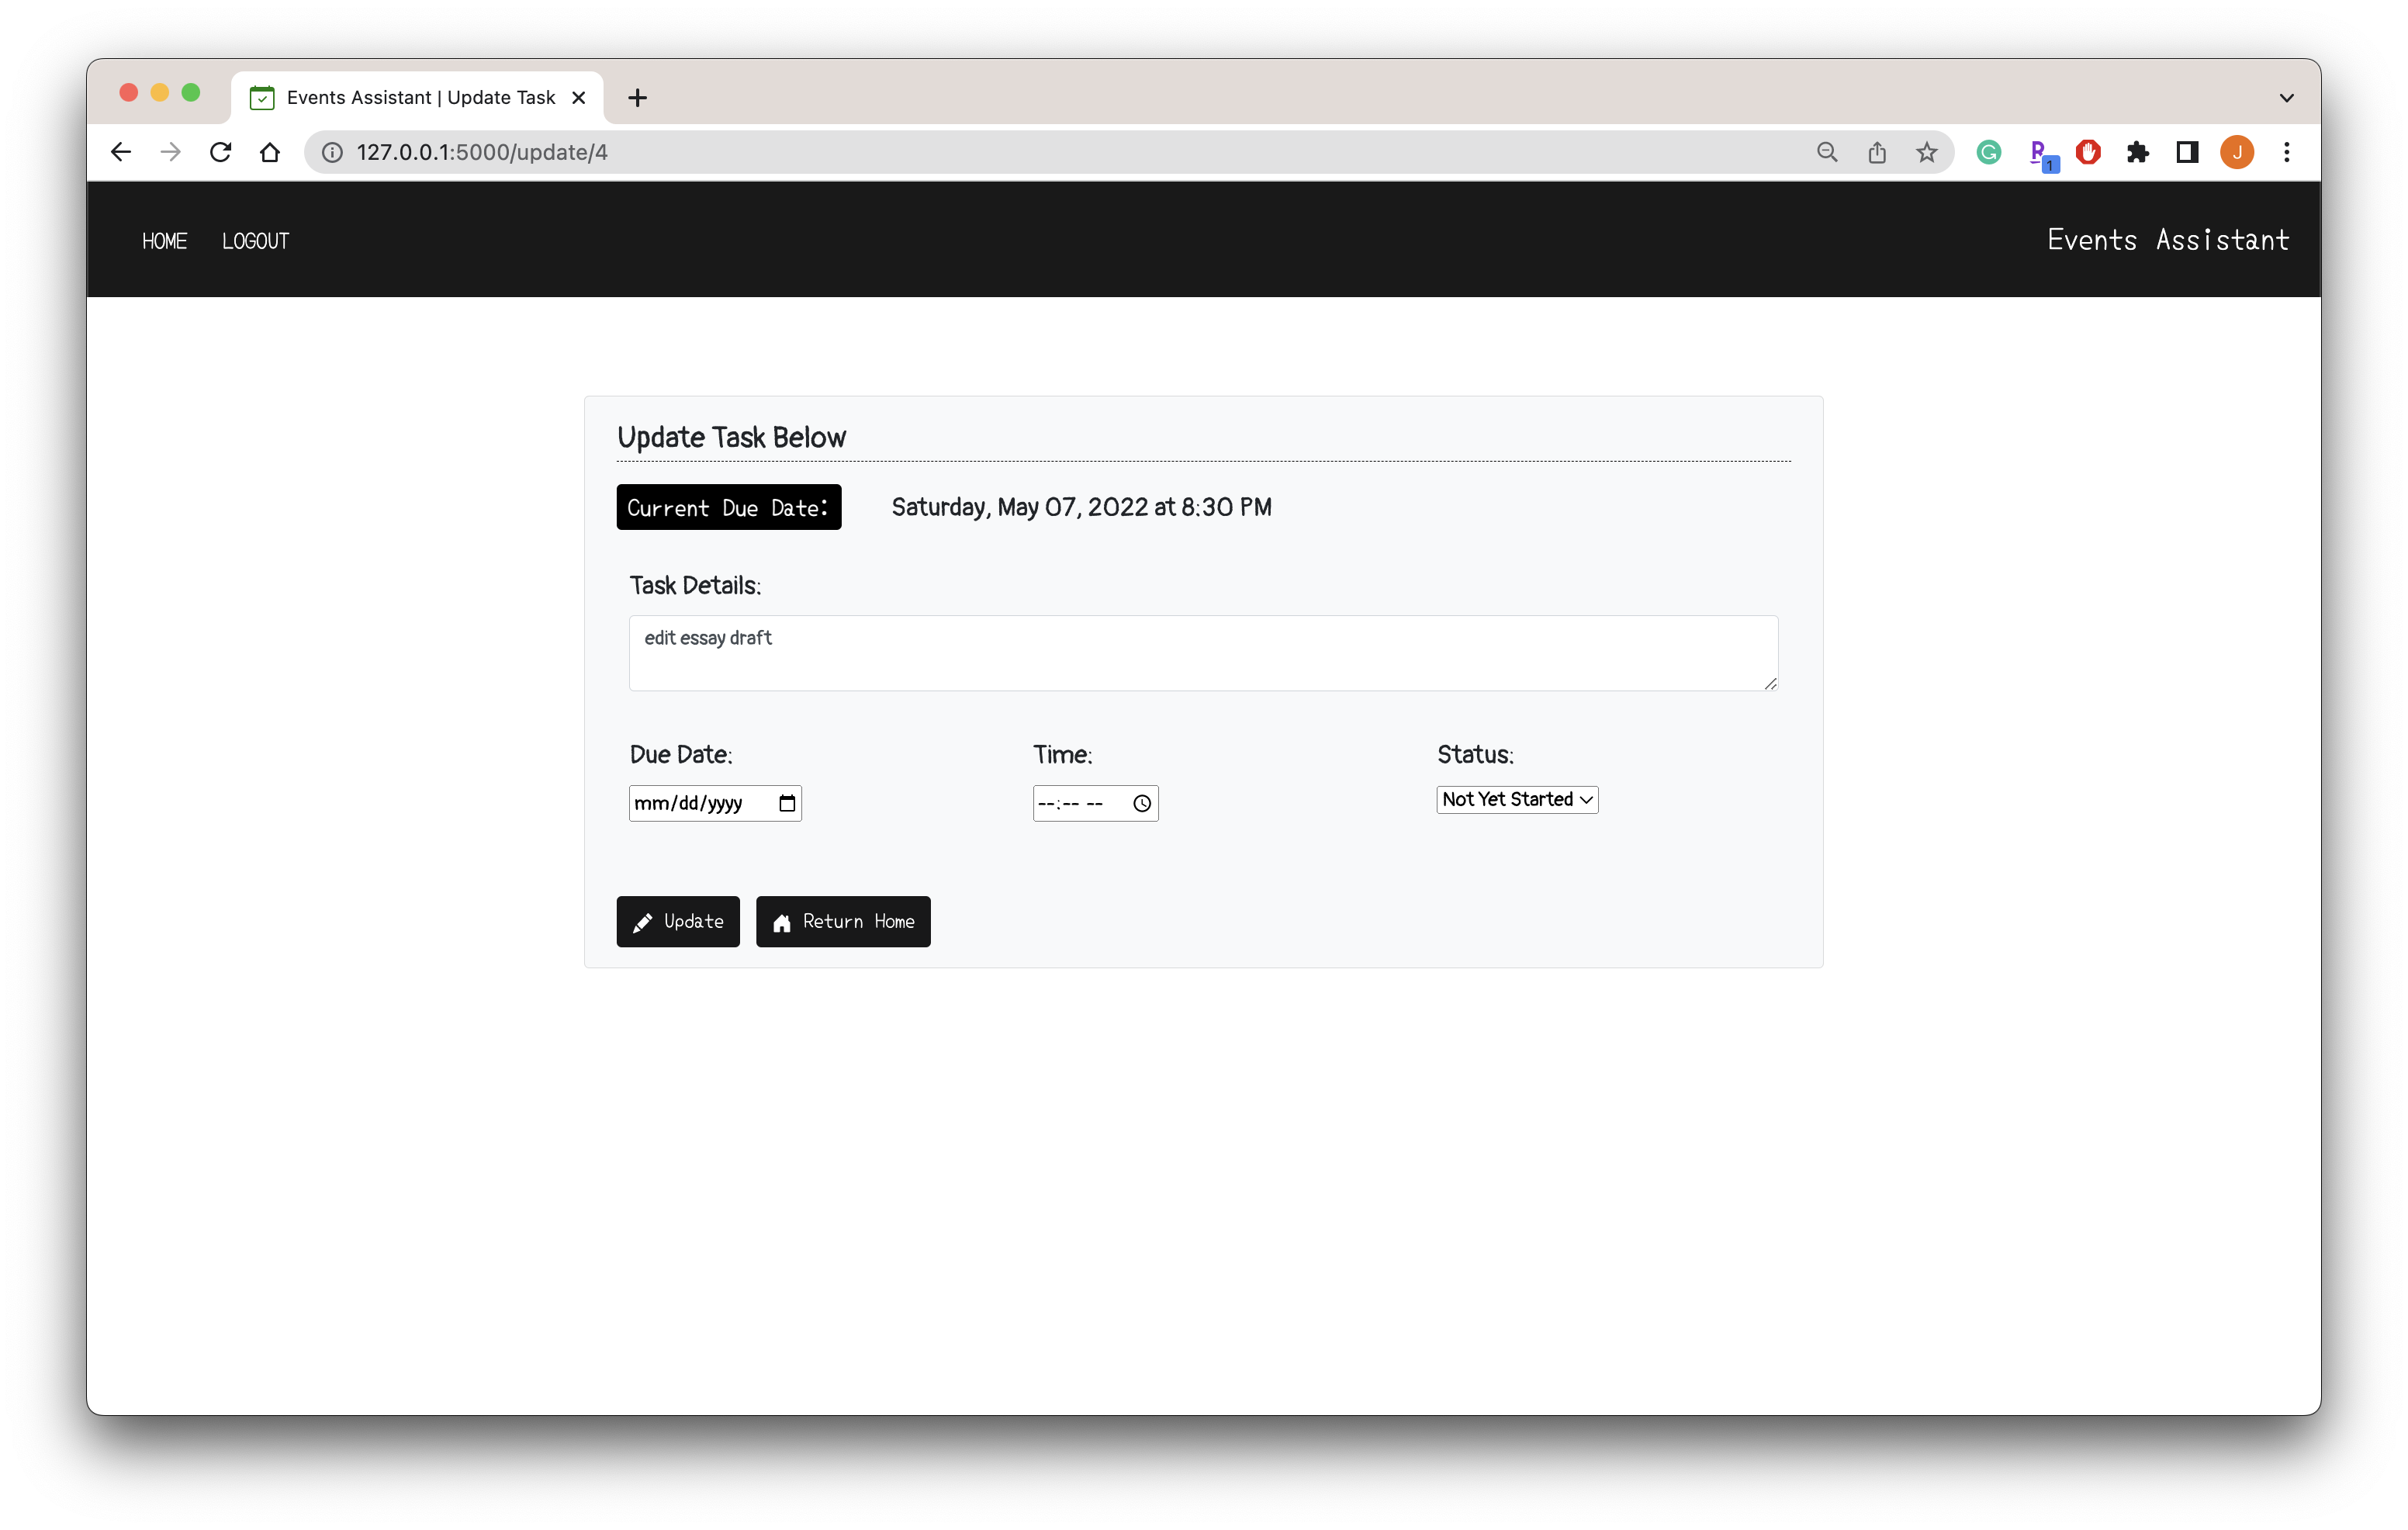 Events Assistant | Update Task
127.0.0.1:5000/update/4
1
J
HOME LOGOUT Events Assistant
Update Task Below
Current Due Date: Saturday, May 07, 2022 at 8:30 PM
Task Details:
edit essay draft
Due Date: Time: Status:
mm/dd/yyyy --:-- -- Not Yet Started
Update Return Home